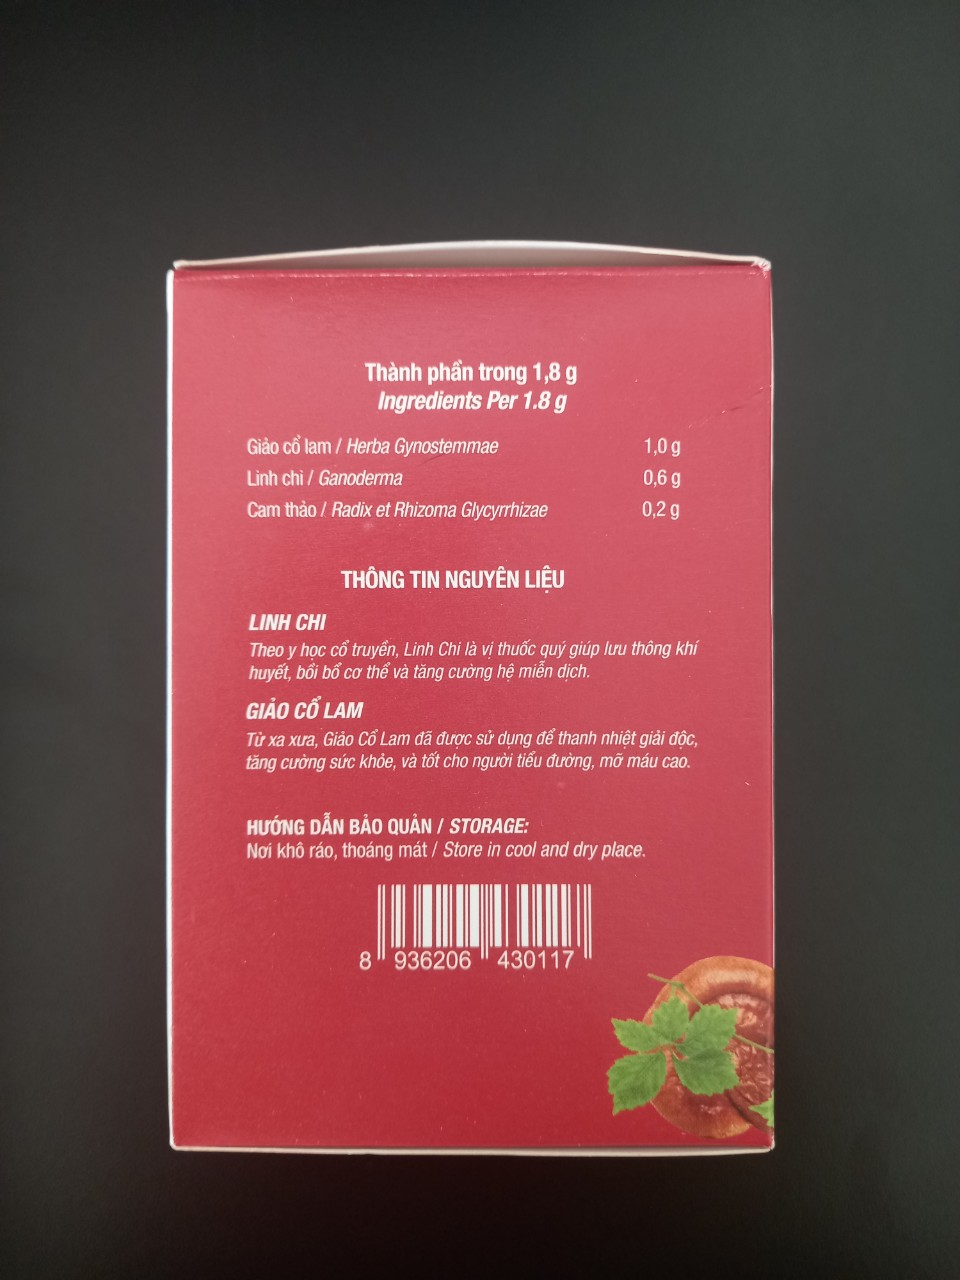 Thành phần trong 1,8 g
Ingredients Per 1.8 g
Giảo cổ lam / Herba Gynostemmae 1,0 g
Linh chi / Ganoderma 0,6 g
Cam thảo / Radix et Rhizoma Glycyrrhizae 0,2 g
THÔNG TIN NGUYÊN LIỆU
LINH CHI
Theo y học cổ truyền, Linh Chi là vị thuốc quý giúp lưu thông khí
huyết, bồi bổ cơ thể và tăng cường hệ miễn dịch.
GIẢO CỔ LAM
Từ xa xưa, Giảo Cổ Lam đã được sử dụng để thanh nhiệt giải độc,
tăng cường sức khỏe, và tốt cho người tiểu đường, mỡ máu cao.
HƯỚNG DẪN BẢO QUẢN / STORAGE:
Nơi khô ráo, thoáng mát / Store in cool and dry place.
8 936206 430117